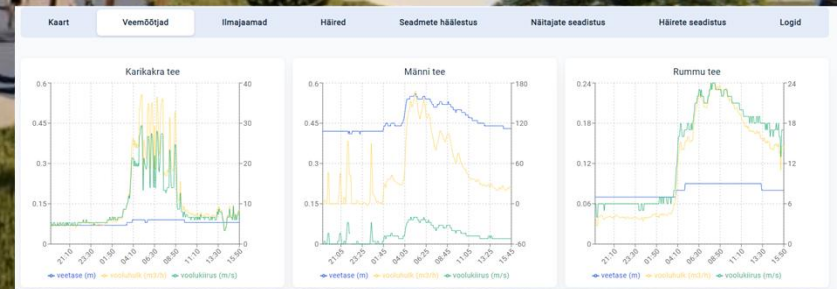 Kaart Veemõõtjad Ilmajaamad Häired Seadmete häälestus Näitajate seadistus Häirete seadistus Logid
Karikakra tee
0.6 0.45 0.3 0.15 0
40 30 20 10 0
21:10 23:30 01:50 04:10 06:30 08:50 11:10 13:30 15:50
veetase (m) vooluhulk (m3/h) voolukiirus (m/s)
Männi tee
0.6 0.45 0.3 0.15 0
180 120 60 0 -60
21:05 23:25 01:45 04:05 06:25 08:45 11:05 13:25 15:45
veetase (m) vooluhulk (m3/h) voolukiirus (m/s)
Rummu tee
0.24 0.18 0.12 0.06 0
24 18 12 6 0
21:10 23:30 01:50 04:10 06:30 08:50 11:10 13:30 15:50
veetase (m) vooluhulk (m3/h) voolukiirus (m/s)